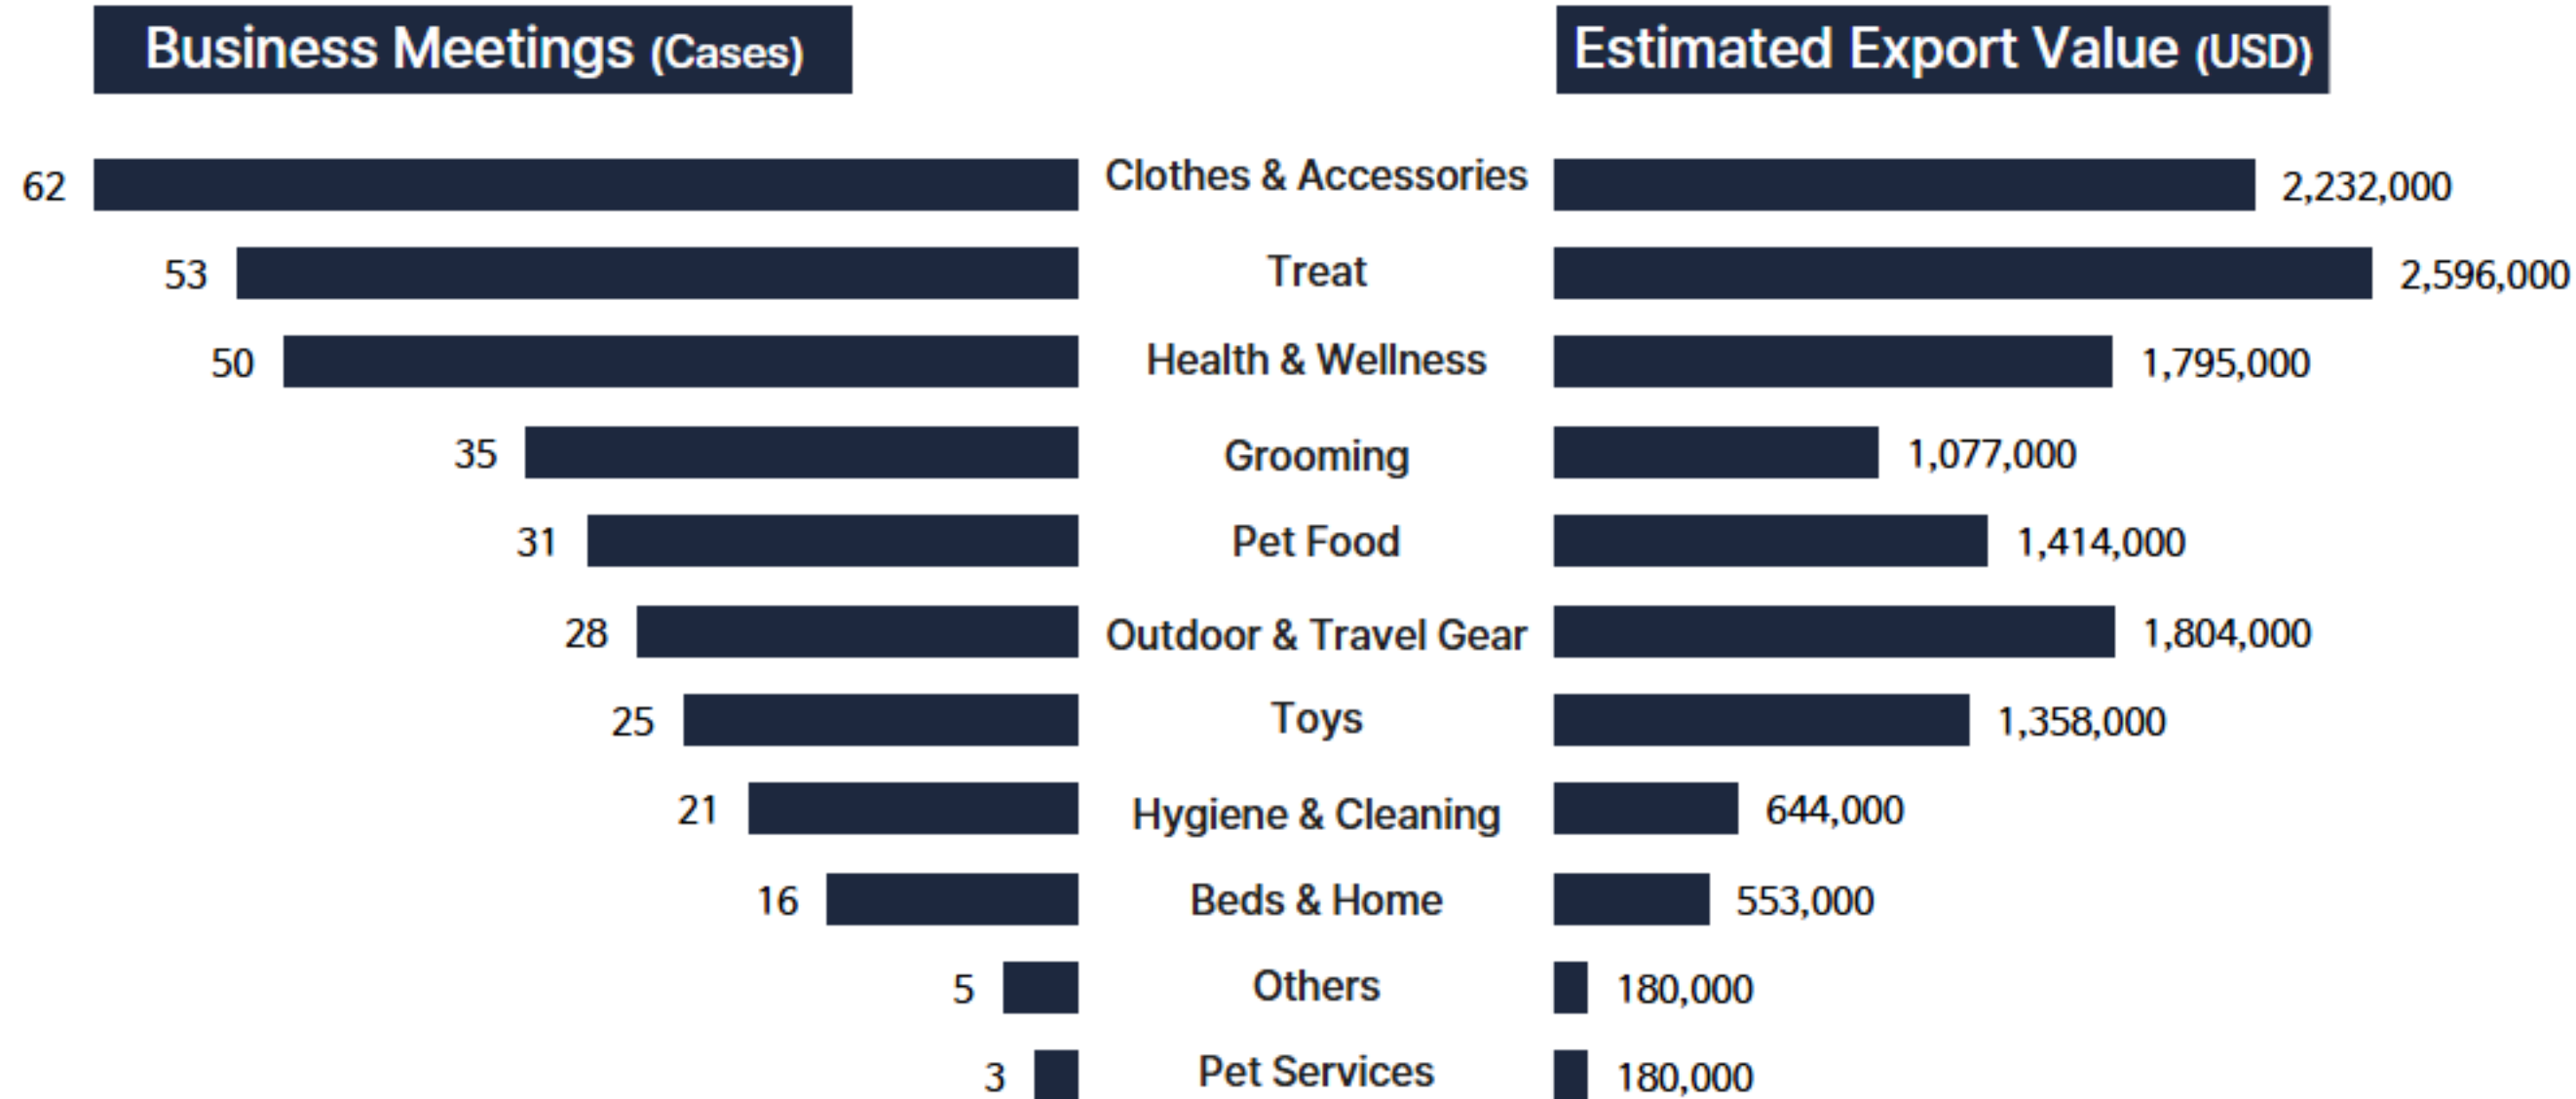 Business Meetings (Cases) Estimated Export Value (USD)
62 Clothes & Accessories 2,232,000
53 Treat 2,596,000
50 Health & Wellness 1,795,000
35 Grooming 1,077,000
31 Pet Food 1,414,000
28 Outdoor & Travel Gear 1,804,000
25 Toys 1,358,000
21 Hygiene & Cleaning 644,000
16 Beds & Home 553,000
5 Others 180,000
3 Pet Services 180,000